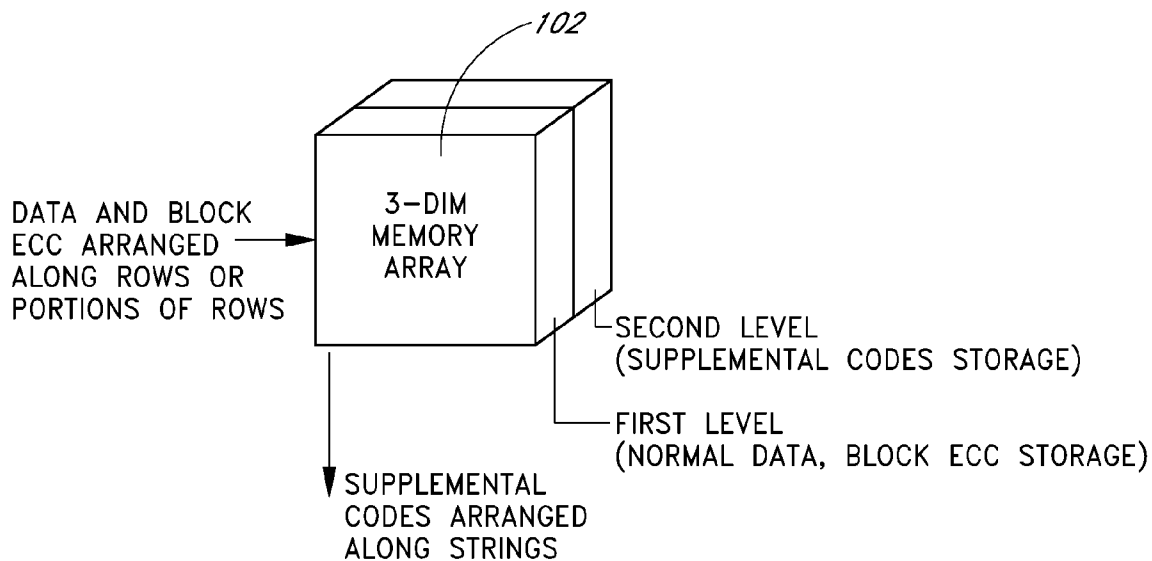 102
3-DIM
MEMORY
ARRAY
DATA AND BLOCK
ECC ARRANGED
ALONG ROWS OR
PORTIONS OF ROWS
SECOND LEVEL
(SUPPLEMENTAL CODES STORAGE)
FIRST LEVEL
(NORMAL DATA, BLOCK ECC STORAGE)
SUPPLEMENTAL
CODES ARRANGED
ALONG STRINGS